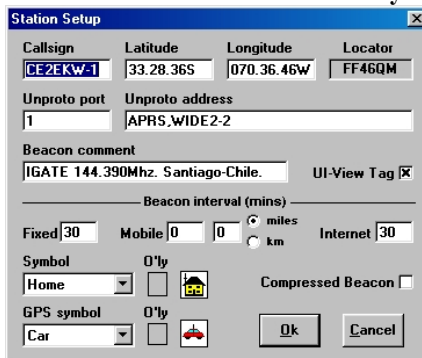 Station Setup
Callsign Latitude Longitude Locator
CE2EKW-1 33.28.36S 070.36.46W FF46QM
Unproto port Unproto address
1 APRS,WIDE2-2
Beacon comment
IGATE 144.390Mhz. Santiago-Chile. UI-View Tag
Beacon interval (mins)
Fixed 30 Mobile 0 0 miles km Internet 30
Symbol O'ly
Home Compressed Beacon
GPS symbol O'ly
Car Ok Cancel